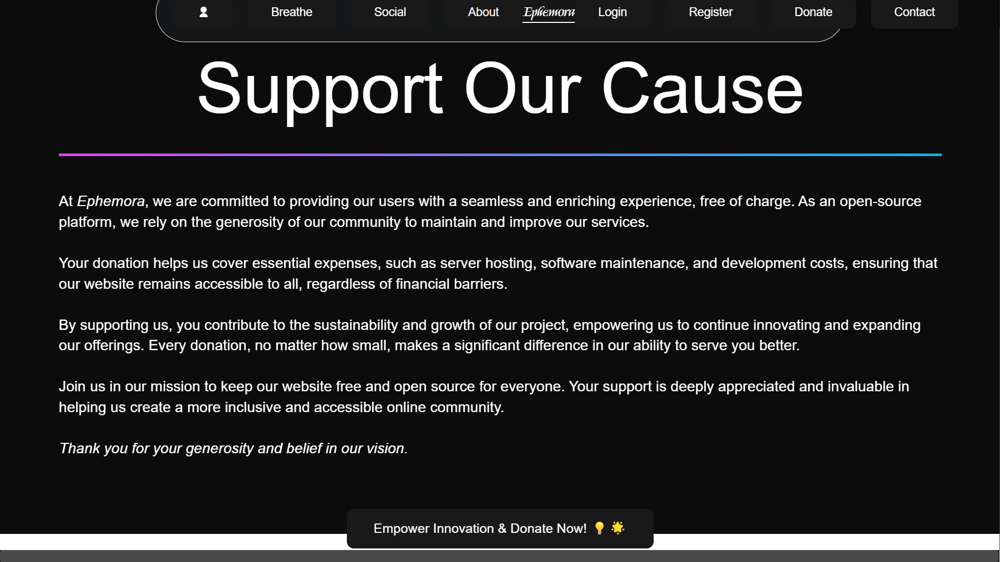 Breathe Social About Ephemora Login Register Donate Contact
Support Our Cause
At Ephemora, we are committed to providing our users with a seamless and enriching experience, free of charge. As an open-source
platform, we rely on the generosity of our community to maintain and improve our services.
Your donation helps us cover essential expenses, such as server hosting, software maintenance, and development costs, ensuring that
our website remains accessible to all, regardless of financial barriers.
By supporting us, you contribute to the sustainability and growth of our project, empowering us to continue innovating and expanding
our offerings. Every donation, no matter how small, makes a significant difference in our ability to serve you better.
Join us in our mission to keep our website free and open source for everyone. Your support is deeply appreciated and invaluable in
helping us create a more inclusive and accessible online community.
Thank you for your generosity and belief in our vision.
Empower Innovation & Donate Now! 💡 🌟